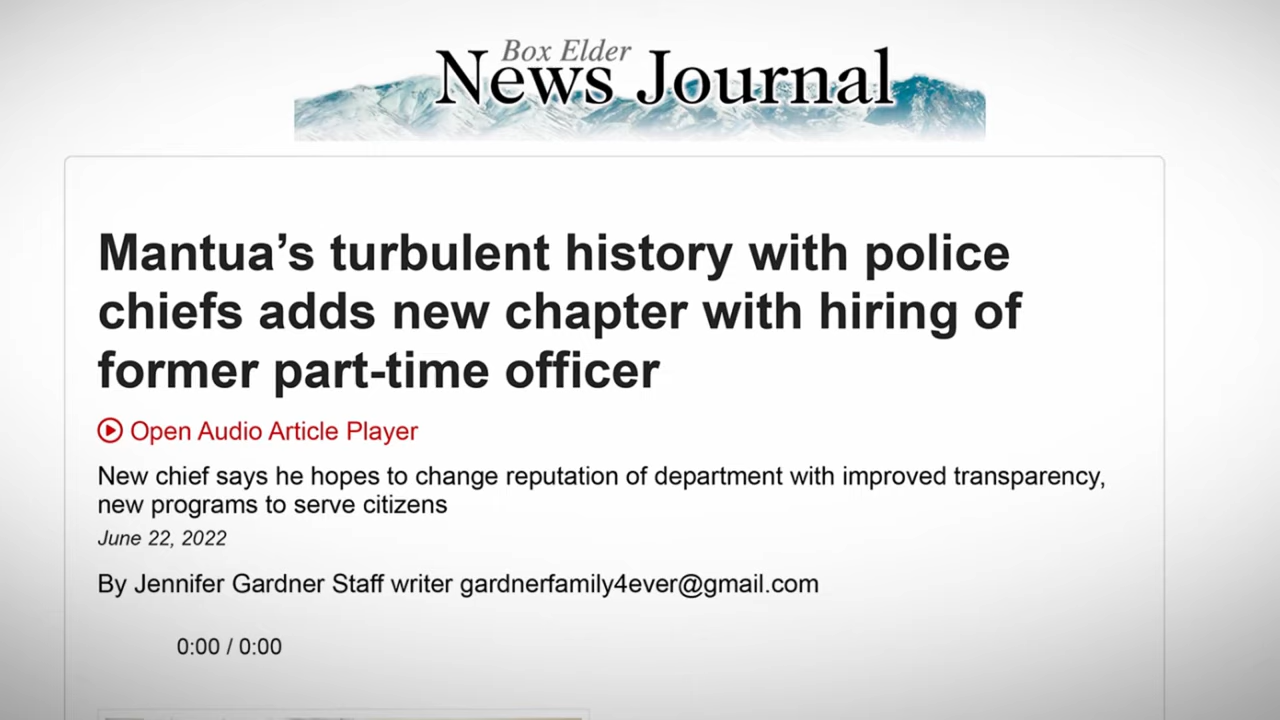 Box Elder
News Journal
Mantua’s turbulent history with police
chiefs adds new chapter with hiring of
former part-time officer
Open Audio Article Player
New chief says he hopes to change reputation of department with improved transparency,
new programs to serve citizens
June 22, 2022
By Jennifer Gardner Staff writer gardnerfamily4ever@gmail.com
0:00 / 0:00